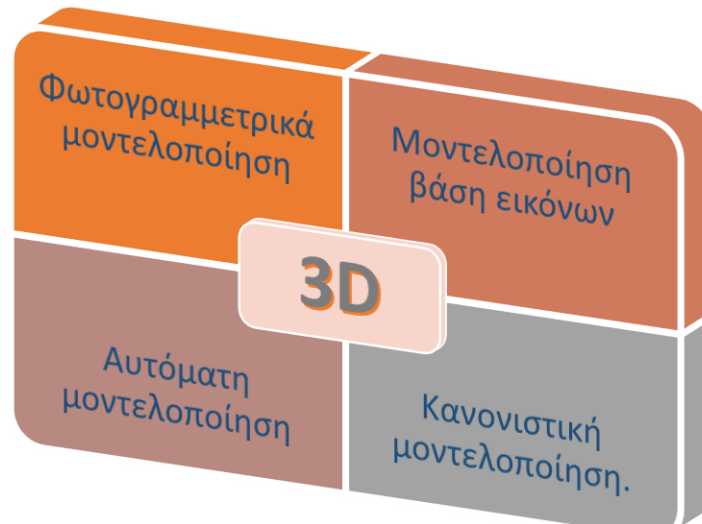 Φωτογραμμετρικά
μοντελοποίηση
Μοντελοποίηση
βάση εικόνων
3D
Αυτόματη
μοντελοποίηση
Κανονιστική
μοντελοποίηση.